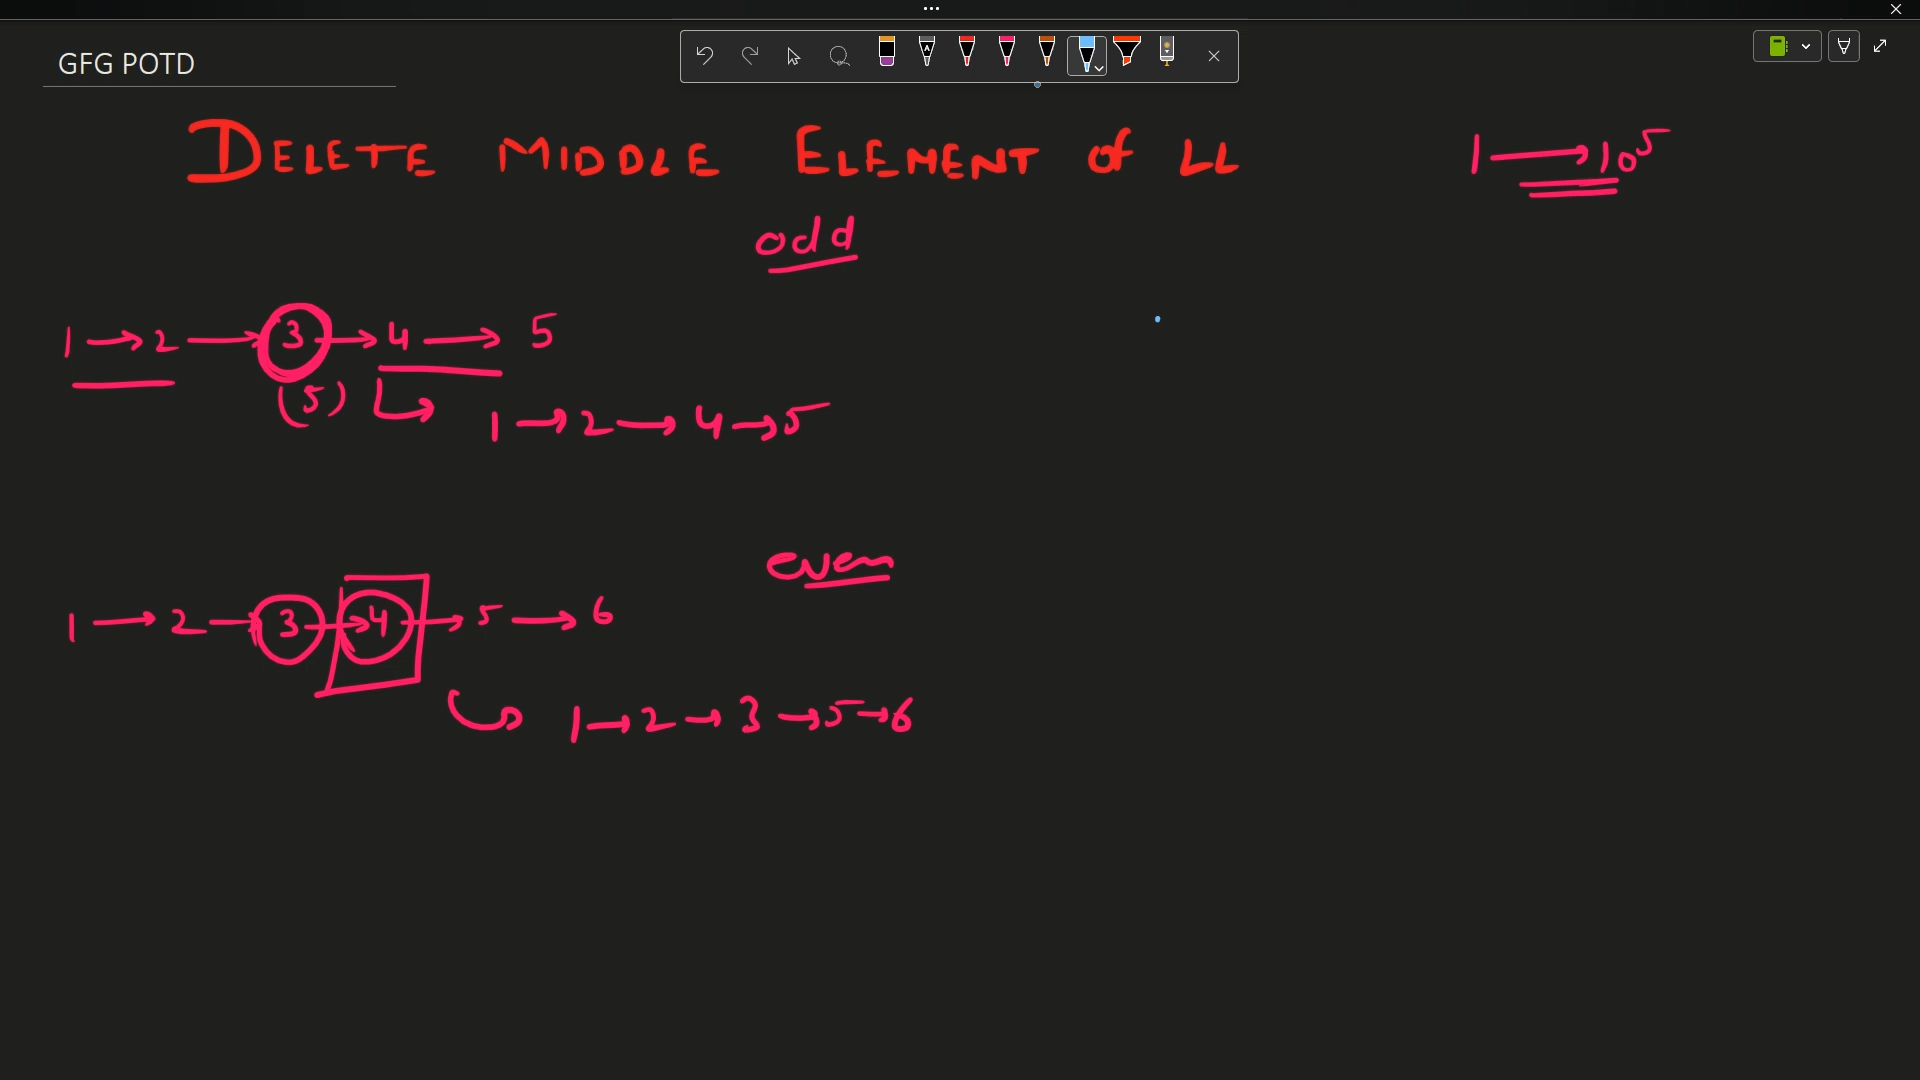 GFG POTD
DELETE MIDDLE ELEMENT of LL
1 → 10⁵
odd
1 → 2 → 3 → 4 → 5
(5)
1 → 2 → 4 → 5
even
1 → 2 → 3 → 4 → 5 → 6
1 → 2 → 3 → 5 → 6